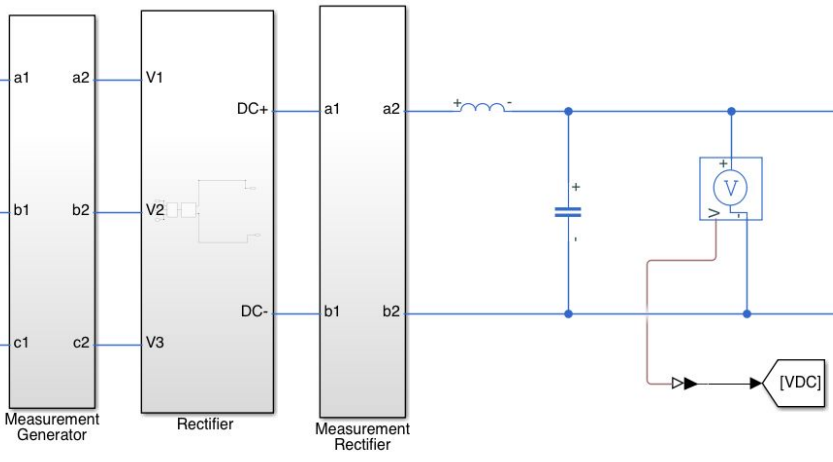 a1 a2
b1 b2
c1 c2
Measurement
Generator
V1
V2
V3
DC+
DC-
Rectifier
a1 a2
b1 b2
Measurement
Rectifier
+ -
+
-
+
V
V -
[VDC]